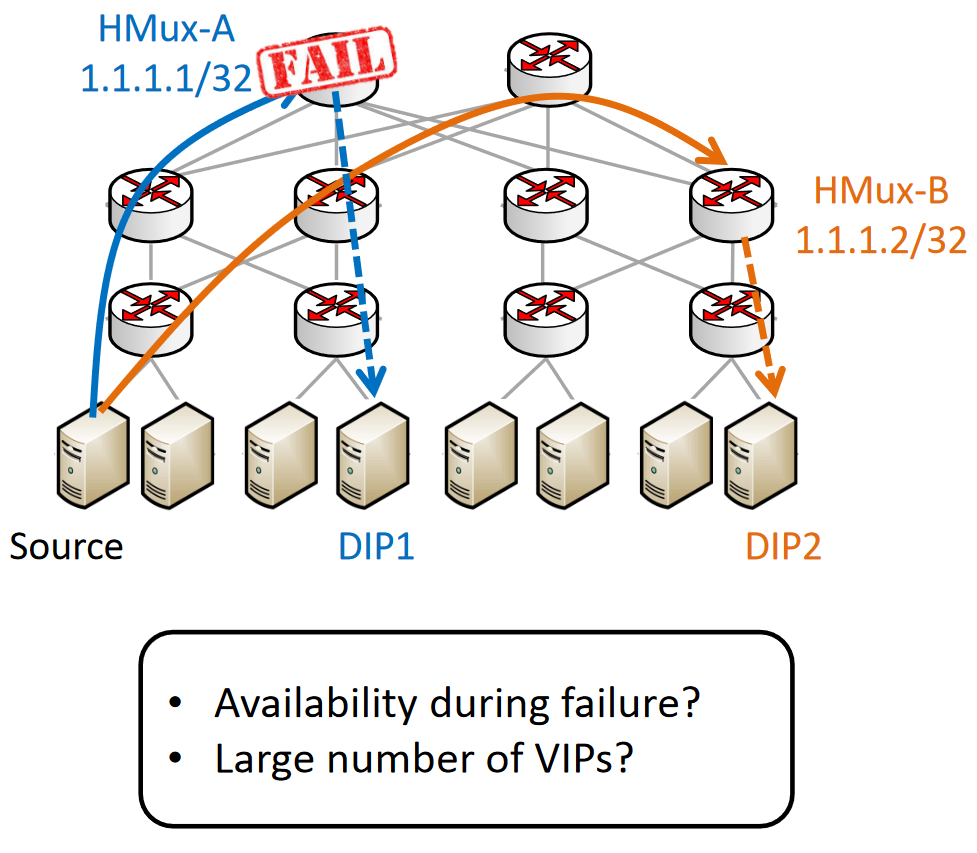 HMux-A
1.1.1.1/32
FAIL
HMux-B
1.1.1.2/32
Source
DIP1
DIP2
• Availability during failure?
• Large number of VIPs?